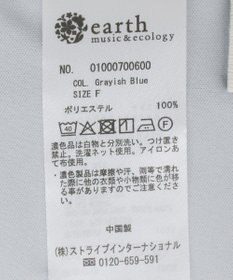 earth
music&ecology
NO. 01000700600
COL. Grayish Blue
SIZE F
ポリエステル 100%
濃色品は白物と分別洗い。つけ置き
禁止。洗濯ネット使用。アイロンあ
て布使用。
・濃色製品は摩擦や汗、雨等で濡れ
た際に他の衣類や小物類に色が移
る事がありますのでご注意ください
中国製
(株)ストライプインターナショナル
☎ 0120-659-591